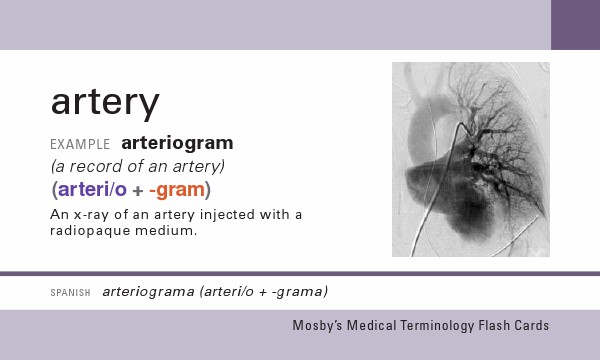 artery
EXAMPLE arteriogram
(a record of an artery)
(arteri/o + -gram)
An x-ray of an artery injected with a
radiopaque medium.
SPANISH arteriograma (arteri/o + -grama)
Mosby's Medical Terminology Flash Cards